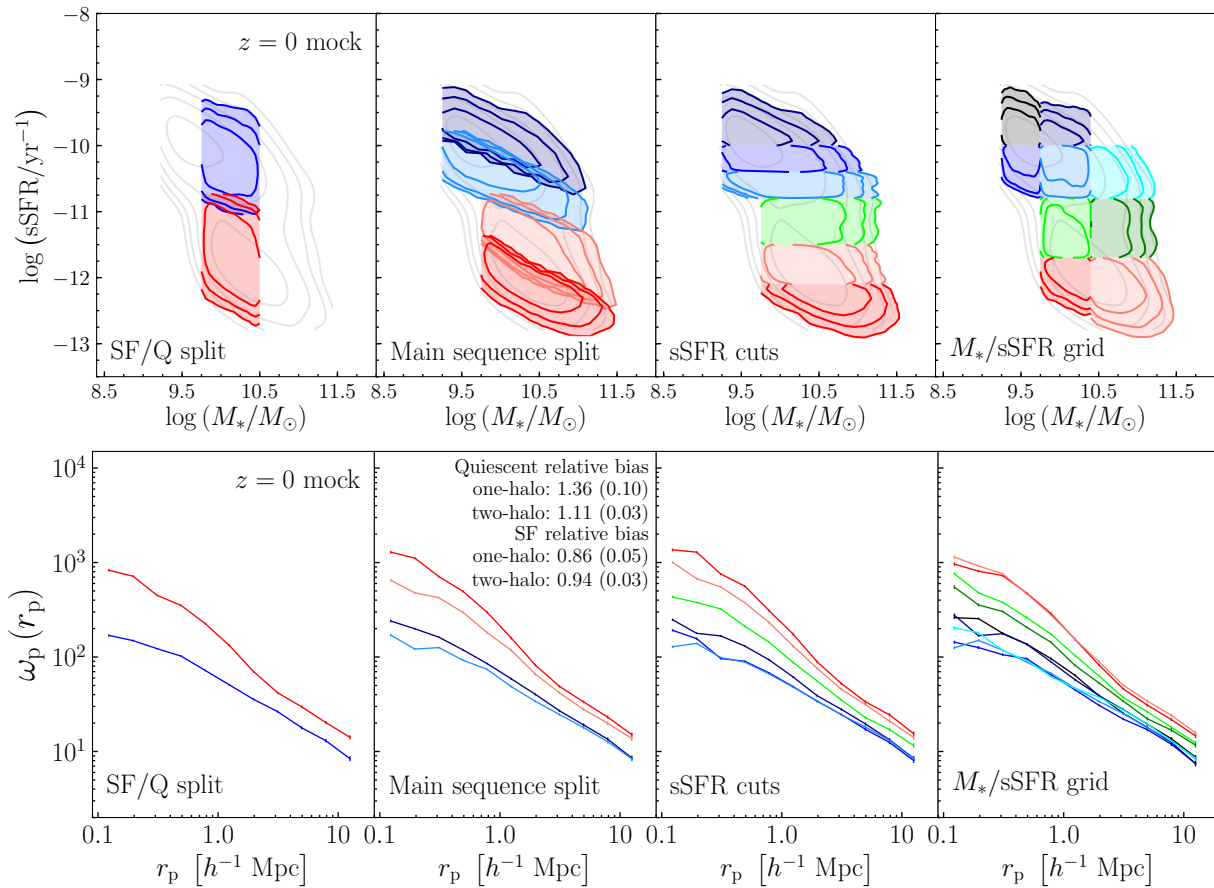 −8
−9
−10
−11
−12
−13
log (sSFR/yr⁻¹)
z = 0 mock
SF/Q split
Main sequence split
sSFR cuts
M*/sSFR grid
8.5 9.5 10.5 11.5 8.5 9.5 10.5 11.5 8.5 9.5 10.5 11.5 8.5 9.5 10.5 11.5
log (M*/M⊙) log (M*/M⊙) log (M*/M⊙) log (M*/M⊙)
10⁴
10³
10²
10¹
ωp (rp)
z = 0 mock
SF/Q split
Quiescent relative bias
one-halo: 1.36 (0.10)
two-halo: 1.11 (0.03)
SF relative bias
one-halo: 0.86 (0.05)
two-halo: 0.94 (0.03)
Main sequence split
sSFR cuts
M*/sSFR grid
0.1 1.0 10 0.1 1.0 10 0.1 1.0 10 0.1 1.0 10
rp [h⁻¹ Mpc] rp [h⁻¹ Mpc] rp [h⁻¹ Mpc] rp [h⁻¹ Mpc]